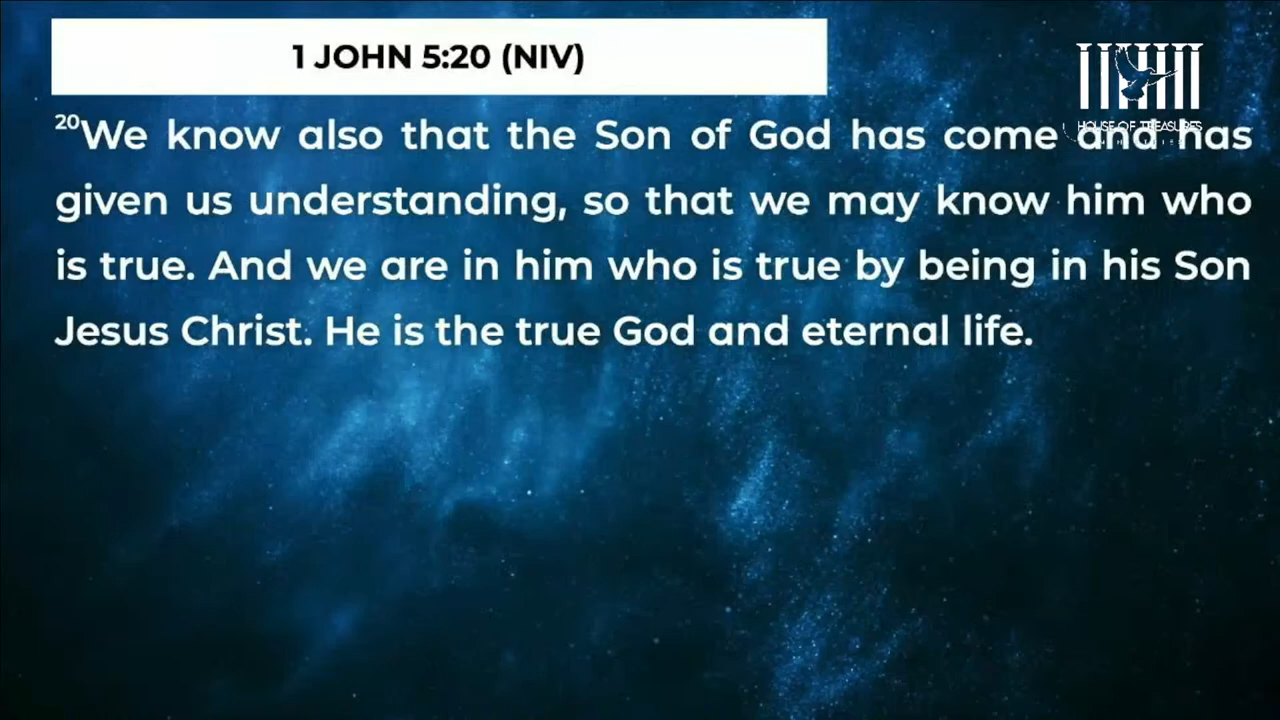 1 JOHN 5:20 (NIV)
HOUSE OF TREASURES
20We know also that the Son of God has come and has
given us understanding, so that we may know him who
is true. And we are in him who is true by being in his Son
Jesus Christ. He is the true God and eternal life.